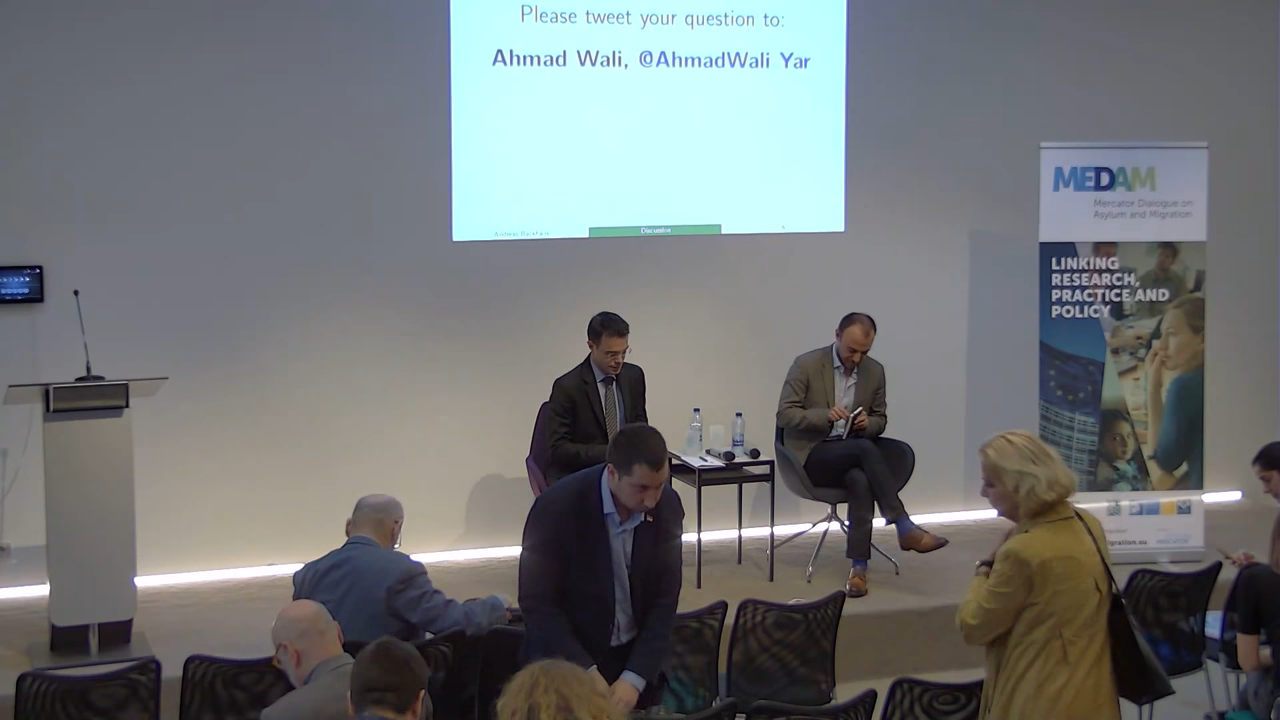 Please tweet your question to:
Ahmad Wali, @AhmadWali Yar
Discussion
MEDAM
Mercator Dialogue on
Asylum and Migration
LINKING
RESEARCH,
PRACTICE AND
POLICY